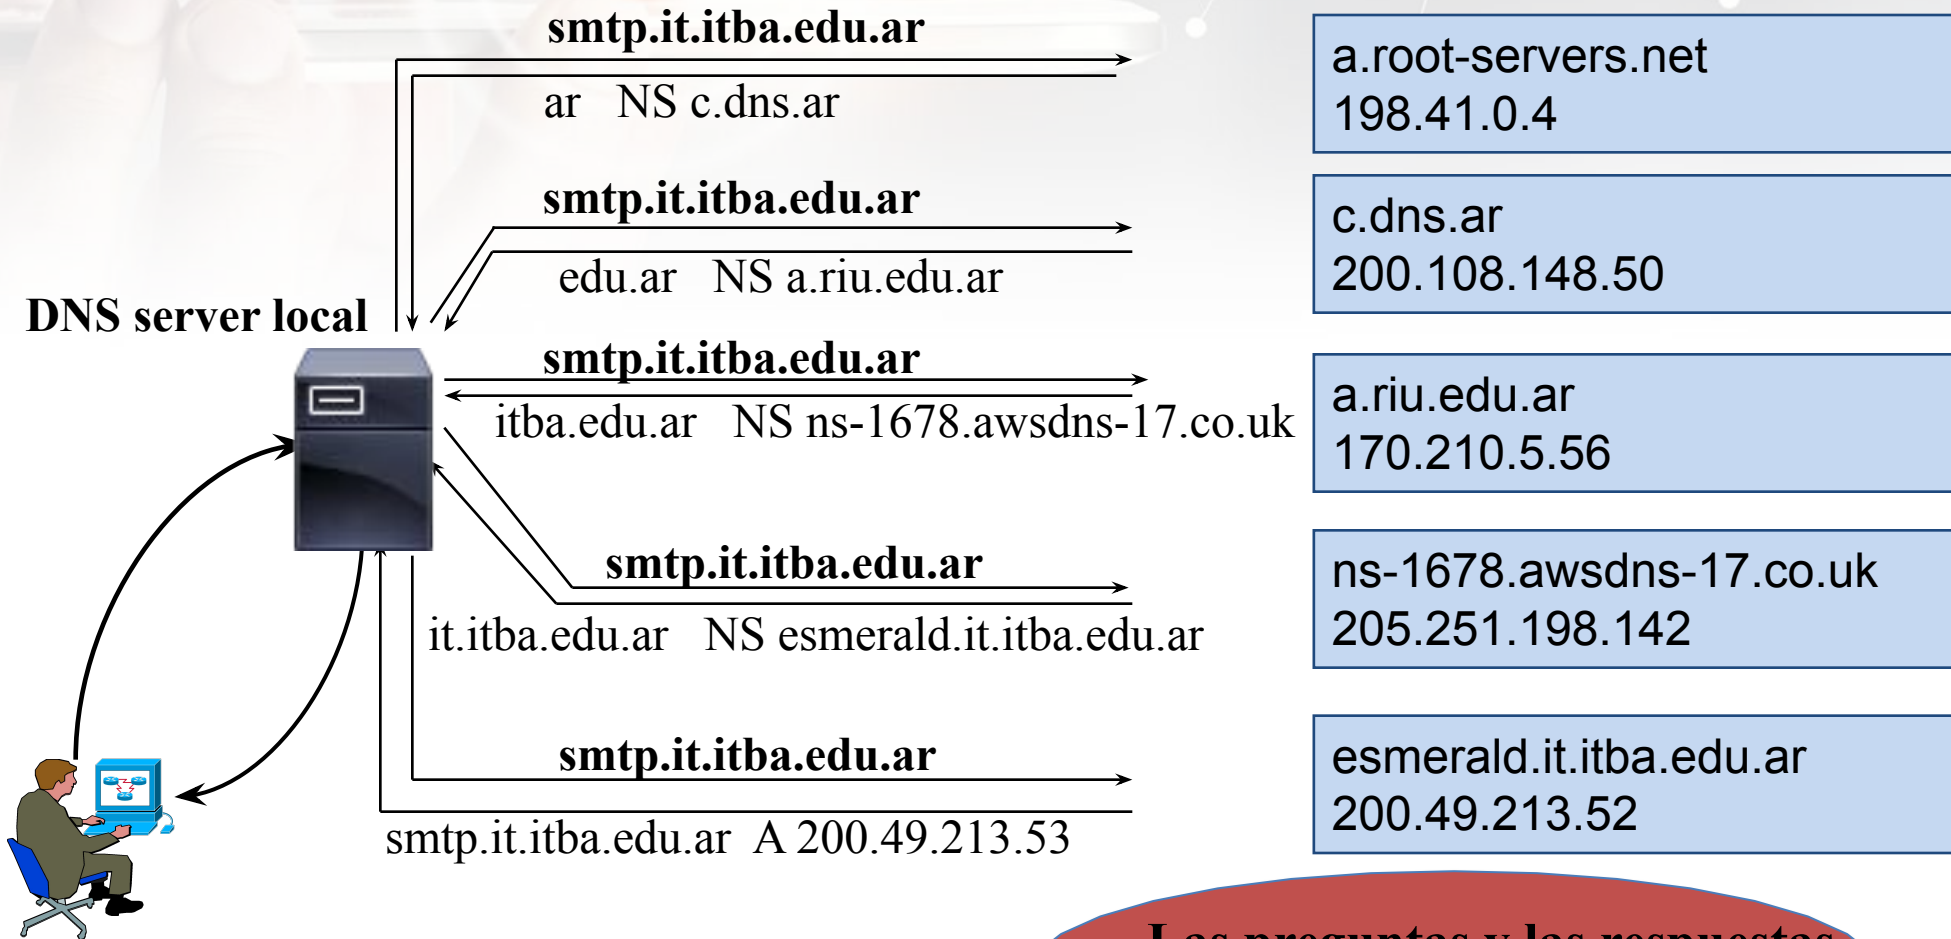 smtp.it.itba.edu.ar
ar NS c.dns.ar
a.root-servers.net
198.41.0.4
smtp.it.itba.edu.ar
edu.ar NS a.riu.edu.ar
c.dns.ar
200.108.148.50
DNS server local
smtp.it.itba.edu.ar
itba.edu.ar NS ns-1678.awsdns-17.co.uk
a.riu.edu.ar
170.210.5.56
smtp.it.itba.edu.ar
it.itba.edu.ar NS esmerald.it.itba.edu.ar
ns-1678.awsdns-17.co.uk
205.251.198.142
smtp.it.itba.edu.ar
smtp.it.itba.edu.ar A 200.49.213.53
esmerald.it.itba.edu.ar
200.49.213.52
Las preguntas y las respuestas